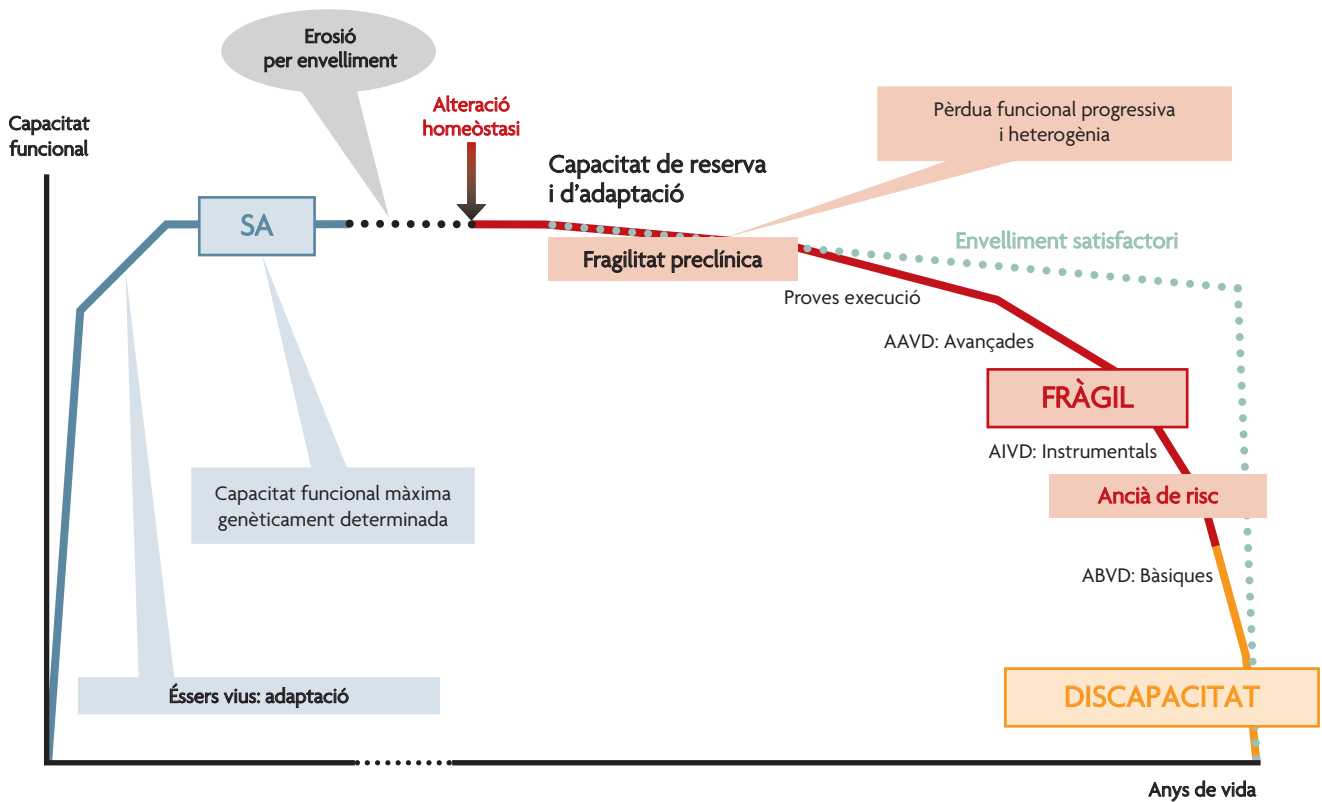 Erosió
per envelliment
Alteració
homeòstasi
Capacitat
funcional
Pèrdua funcional progressiva
i heterogènia
Capacitat de reserva
i d’adaptació
SA
Envelliment satisfactori
Fragilitat preclínica
Proves execució
AAVD: Avançades
FRÀGIL
AIVD: Instrumentals
Capacitat funcional màxima
genèticament determinada
Ancià de risc
ABVD: Bàsiques
Éssers vius: adaptació
DISCAPACITAT
Anys de vida